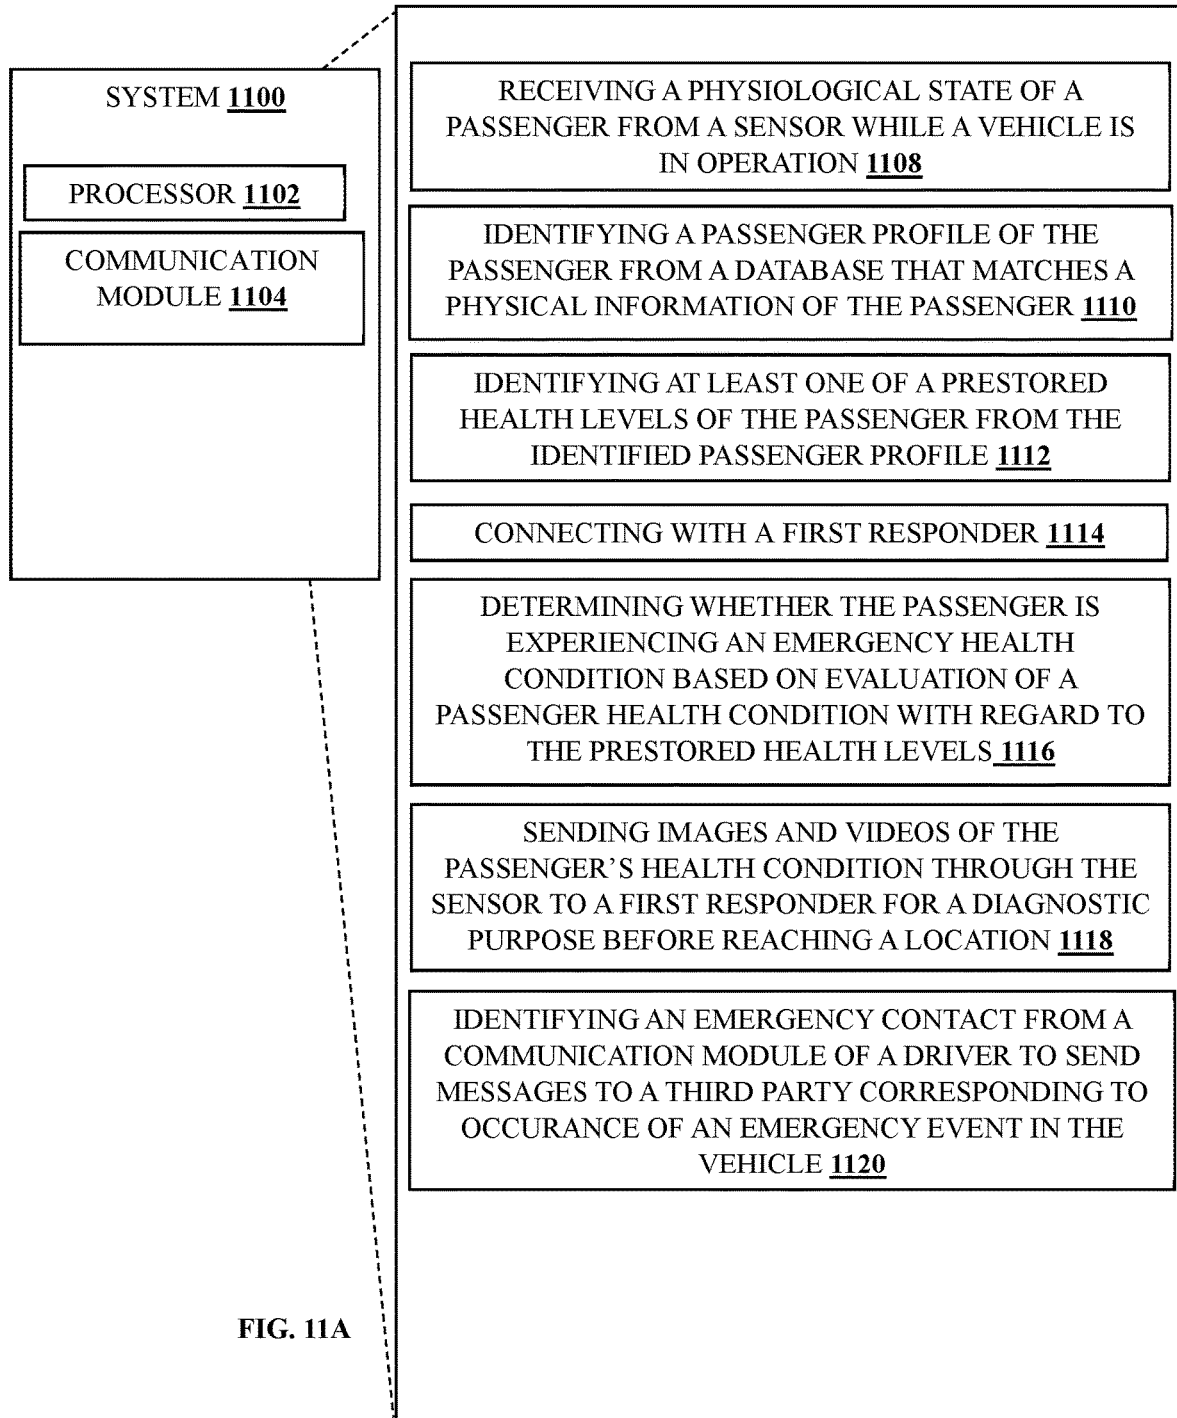 SYSTEM 1100
PROCESSOR 1102
COMMUNICATION
MODULE 1104
RECEIVING A PHYSIOLOGICAL STATE OF A
PASSENGER FROM A SENSOR WHILE A VEHICLE IS
IN OPERATION 1108
IDENTIFYING A PASSENGER PROFILE OF THE
PASSENGER FROM A DATABASE THAT MATCHES A
PHYSICAL INFORMATION OF THE PASSENGER 1110
IDENTIFYING AT LEAST ONE OF A PRESTORED
HEALTH LEVELS OF THE PASSENGER FROM THE
IDENTIFIED PASSENGER PROFILE 1112
CONNECTING WITH A FIRST RESPONDER 1114
DETERMINING WHETHER THE PASSENGER IS
EXPERIENCING AN EMERGENCY HEALTH
CONDITION BASED ON EVALUATION OF A
PASSENGER HEALTH CONDITION WITH REGARD TO
THE PRESTORED HEALTH LEVELS 1116
SENDING IMAGES AND VIDEOS OF THE
PASSENGER'S HEALTH CONDITION THROUGH THE
SENSOR TO A FIRST RESPONDER FOR A DIAGNOSTIC
PURPOSE BEFORE REACHING A LOCATION 1118
IDENTIFYING AN EMERGENCY CONTACT FROM A
COMMUNICATION MODULE OF A DRIVER TO SEND
MESSAGES TO A THIRD PARTY CORRESPONDING TO
OCCURANCE OF AN EMERGENCY EVENT IN THE
VEHICLE 1120
FIG. 11A